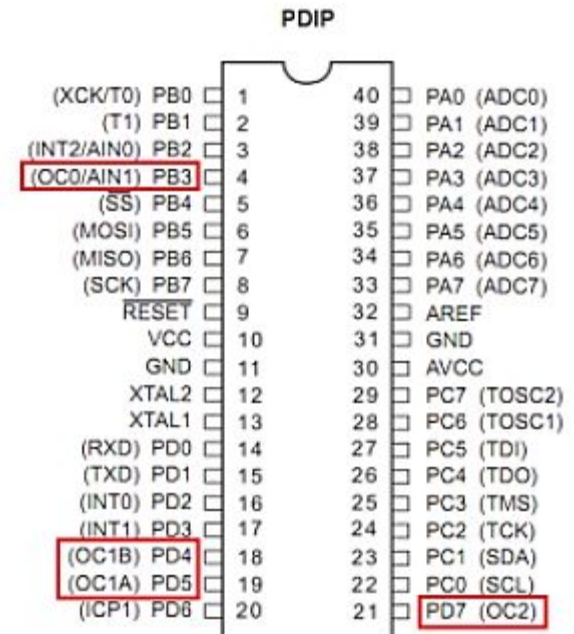 PDIP
(XCK/T0) PB0 1 40 PA0 (ADC0)
(T1) PB1 2 39 PA1 (ADC1)
(INT2/AIN0) PB2 3 38 PA2 (ADC2)
(OC0/AIN1) PB3 4 37 PA3 (ADC3)
(SS) PB4 5 36 PA4 (ADC4)
(MOSI) PB5 6 35 PA5 (ADC5)
(MISO) PB6 7 34 PA6 (ADC6)
(SCK) PB7 8 33 PA7 (ADC7)
RESET 9 32 AREF
VCC 10 31 GND
GND 11 30 AVCC
XTAL2 12 29 PC7 (TOSC2)
XTAL1 13 28 PC6 (TOSC1)
(RXD) PD0 14 27 PC5 (TDI)
(TXD) PD1 15 26 PC4 (TDO)
(INT0) PD2 16 25 PC3 (TMS)
(INT1) PD3 17 24 PC2 (TCK)
(OC1B) PD4 18 23 PC1 (SDA)
(OC1A) PD5 19 22 PC0 (SCL)
(ICP1) PD6 20 21 PD7 (OC2)